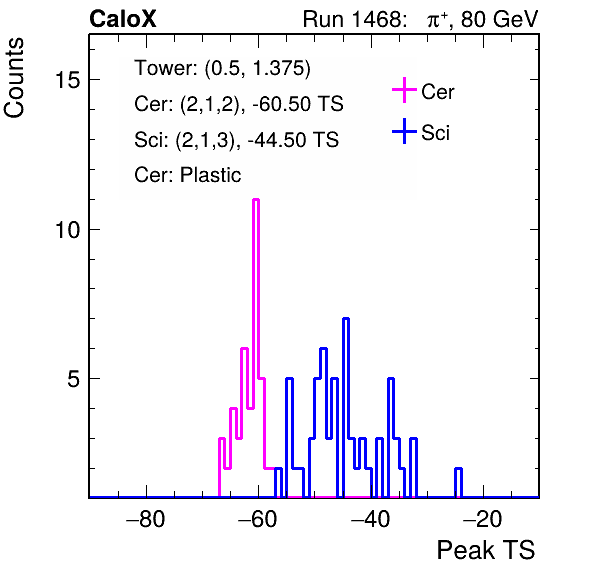 CaloX Run 1468: π⁺, 80 GeV
Counts
Tower: (0.5, 1.375)
Cer: (2,1,2), -60.50 TS
Sci: (2,1,3), -44.50 TS
Cer: Plastic
Cer
Sci
15
10
5
−80 −60 −40 −20
Peak TS